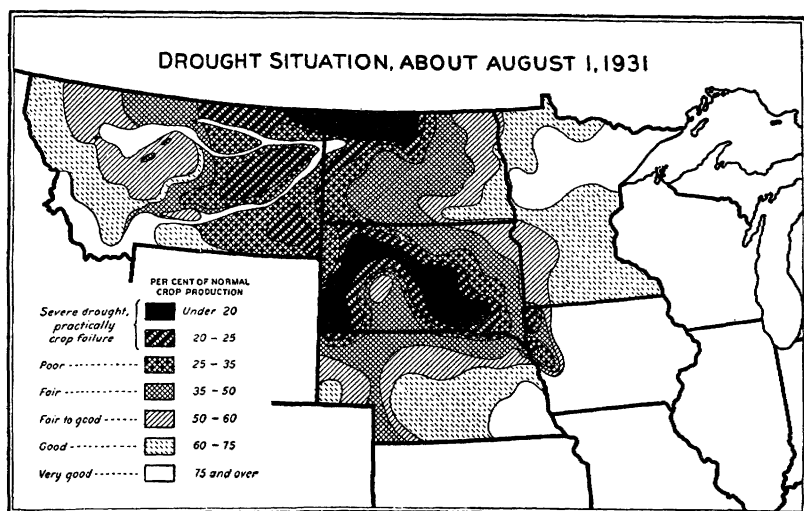 DROUGHT SITUATION, ABOUT AUGUST 1, 1931
PER CENT OF NORMAL
CROP PRODUCTION
Severe drought,
practically
crop failure
Under 20
20 - 25
Poor 25 - 35
Fair 35 - 50
Fair to good 50 - 60
Good 60 - 75
Very good 75 and over